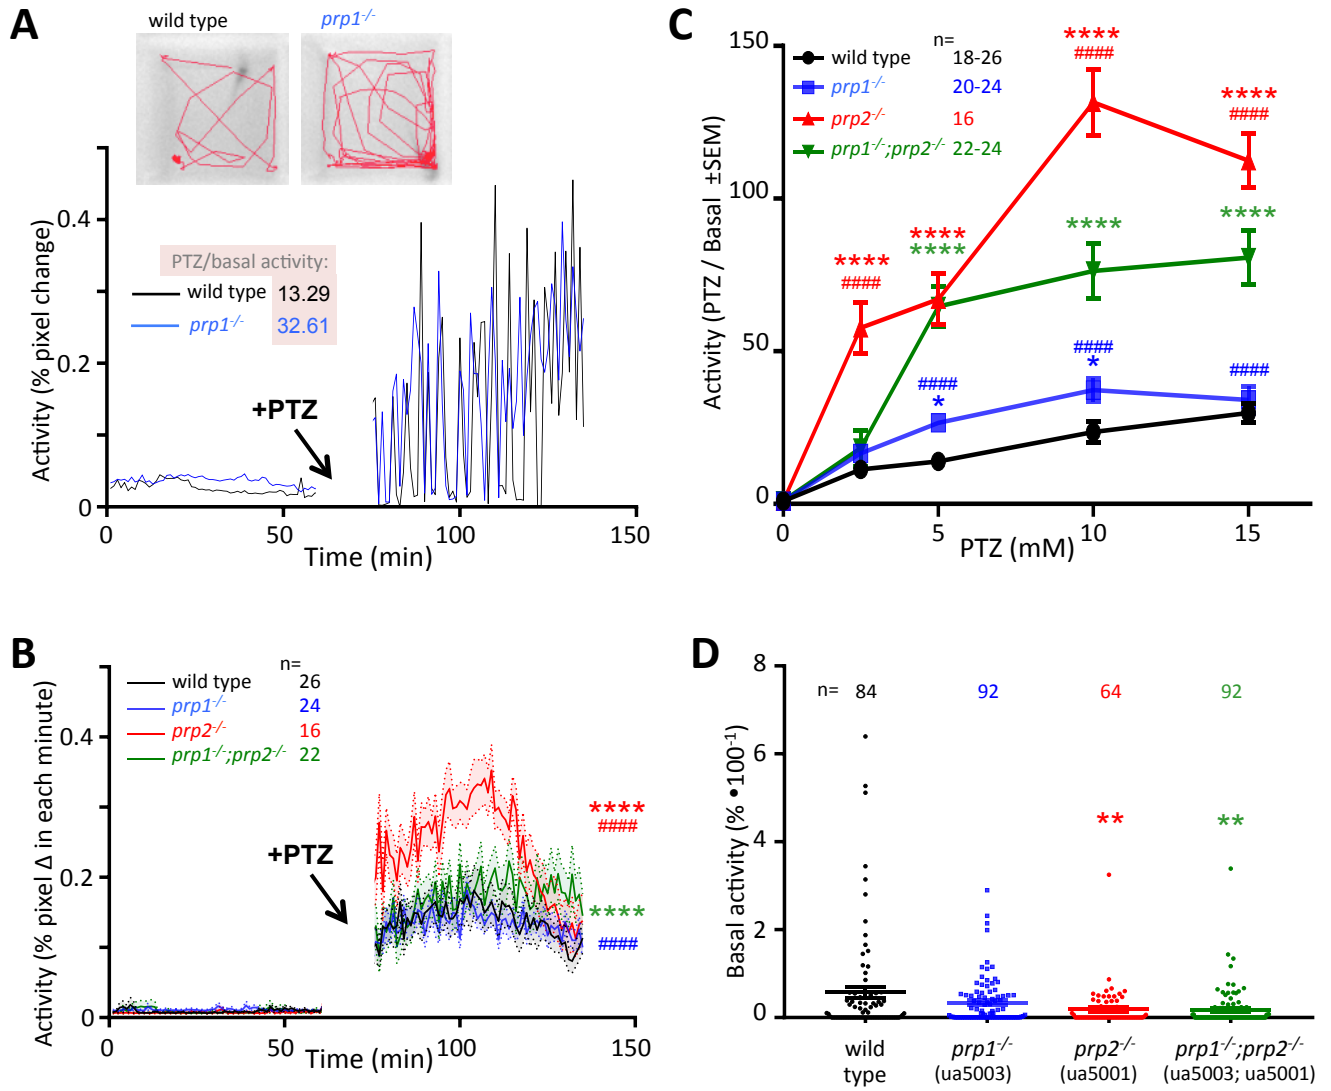 A
wild type
prp1-/-
Activity (% pixel change)
0.4
0.2
0
PTZ/basal activity:
wild type 13.29
prp1-/- 32.61
+PTZ
0 50 100 150
Time (min)
B
Activity (% pixel Δ in each minute)
n=
wild type 26
prp1-/- 24
prp2-/- 16
prp1-/-;prp2-/- 22
0.4
0.2
0
+PTZ
****
####
****
####
0 50 100 150
Time (min)
C
Activity (PTZ / Basal ±SEM)
n=
wild type 18-26
prp1-/- 20-24
prp2-/- 16
prp1-/-;prp2-/- 22-24
150
100
50
0
****
####
****
****
****
####
****
####
****
****
####
*
####
*
####
0 5 10 15
PTZ (mM)
D
Basal activity (% •100-1)
8
6
4
2
0
n= 84 92 64 92
** **
wild type
prp1-/-
(ua5003)
prp2-/-
(ua5001)
prp1-/-;prp2-/-
(ua5003; ua5001)